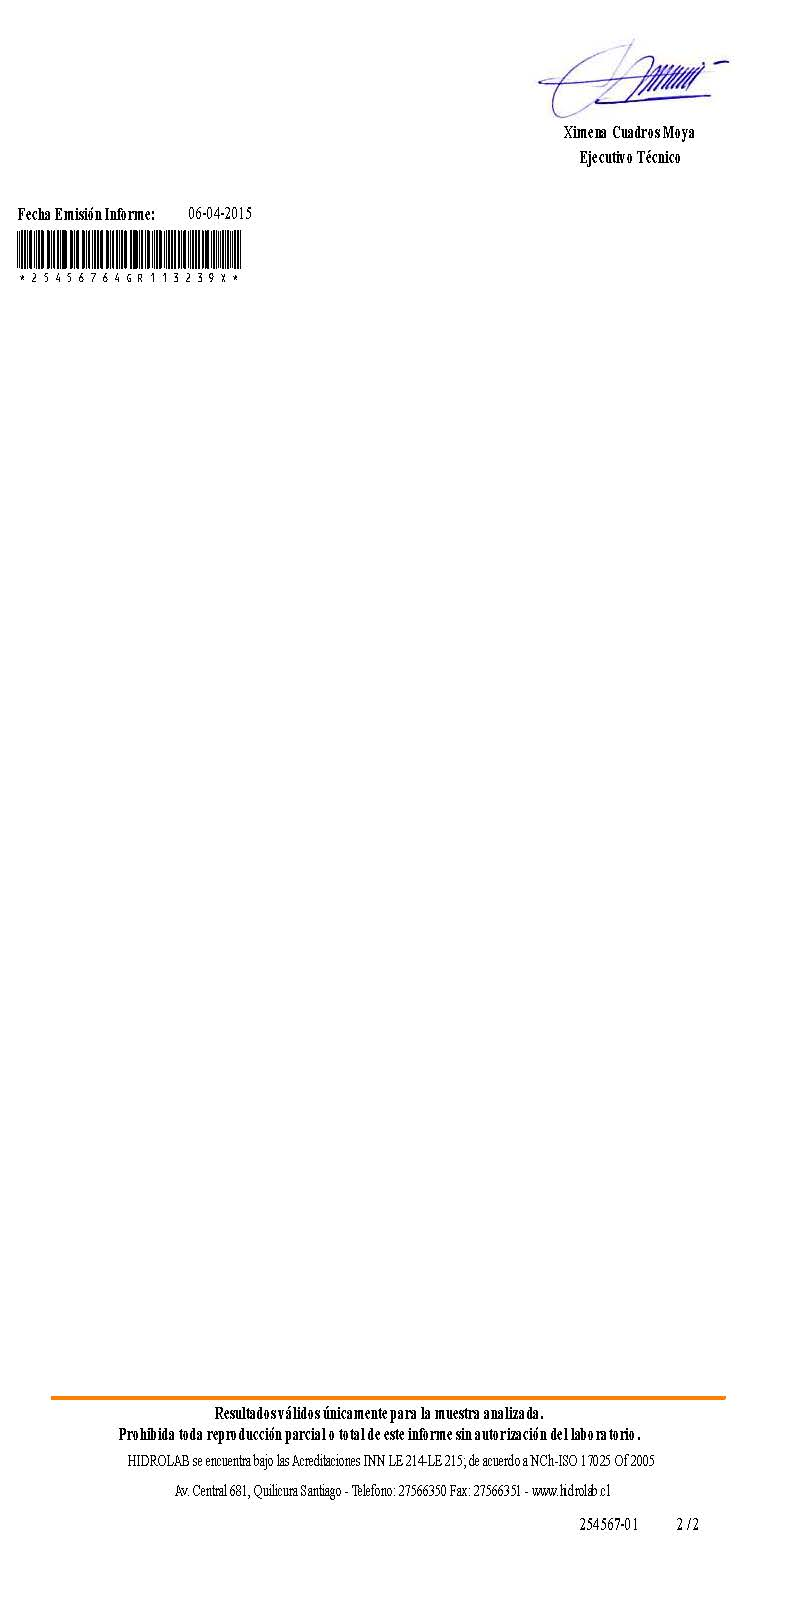 Ximena Cuadros Moya
Ejecutivo Técnico
Fecha Emisión Informe: 06-04-2015
*25456764GR113239X*
Resultados válidos únicamente para la muestra analizada.
Prohibida toda reproducción parcial o total de este informe sin autorización del laboratorio.
HIDROLAB se encuentra bajo las Acreditaciones INN LE 214-LE 215; de acuerdo a NCh-ISO 17025 Of 2005
Av. Central 681, Quilicura Santiago - Telefono: 27566350 Fax: 27566351 - www.hidrolab.cl
254567-01 2 / 2